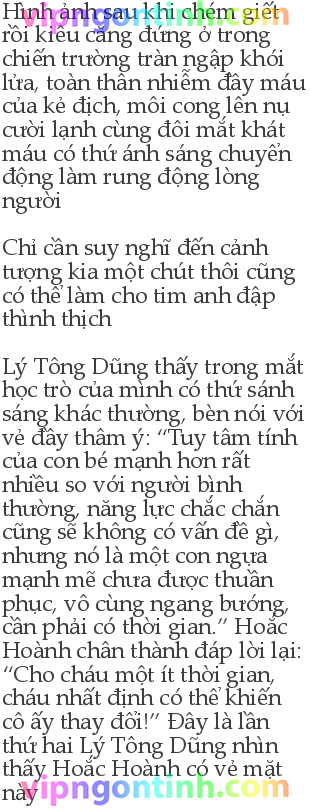 Hình ảnh sau khi chém giết
vipngontinh.com
rồi kiêu căng đứng ở trong
chiến trường tràn ngập khói
lửa, toàn thân nhiễm đầy máu
của kẻ địch, môi cong lên nụ
cười lạnh cùng đôi mắt khát
máu có thứ ánh sáng chuyển
động làm rung động lòng
người
Chỉ cần suy nghĩ đến cảnh
tượng kia một chút thôi cũng
có thể làm cho tim anh đập
thình thịch
Lý Tông Dũng thấy trong mắt
học trò của mình có thứ sánh
sáng khác thường, bèn nói với
vẻ đầy thâm ý: “Tuy tâm tính
của con bé mạnh hơn rất
nhiều so với người bình
thường, năng lực chắc chắn
cũng sẽ không có vấn đề gì,
nhưng nó là một con ngựa
mạnh mẽ chưa được thuần
phục, vô cùng ngang bướng,
cần phải có thời gian.” Hoắc
Hoành chân thành đáp lời lại:
“Cho cháu một ít thời gian,
cháu nhất định có thể khiến
cô ấy thay đổi!” Đây là lần
thứ hai Lý Tông Dũng nhìn
thấy Hoắc Hoành có vẻ mặt
vipngontinh.com
này